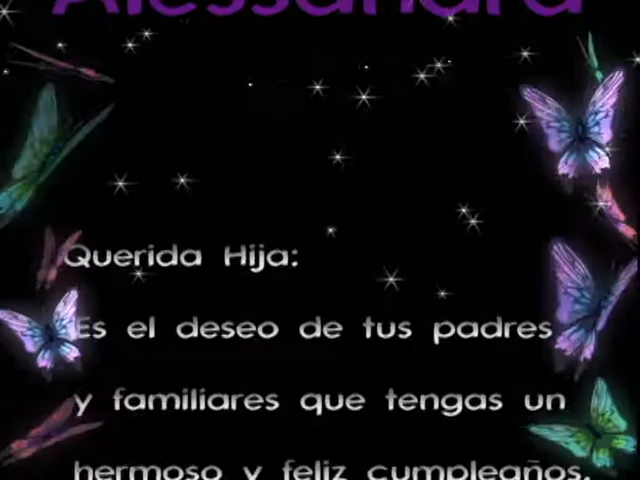 Alessandra
Querida Hija:
Es el deseo de tus padres
y familiares que tengas un
hermoso y feliz cumpleaños.